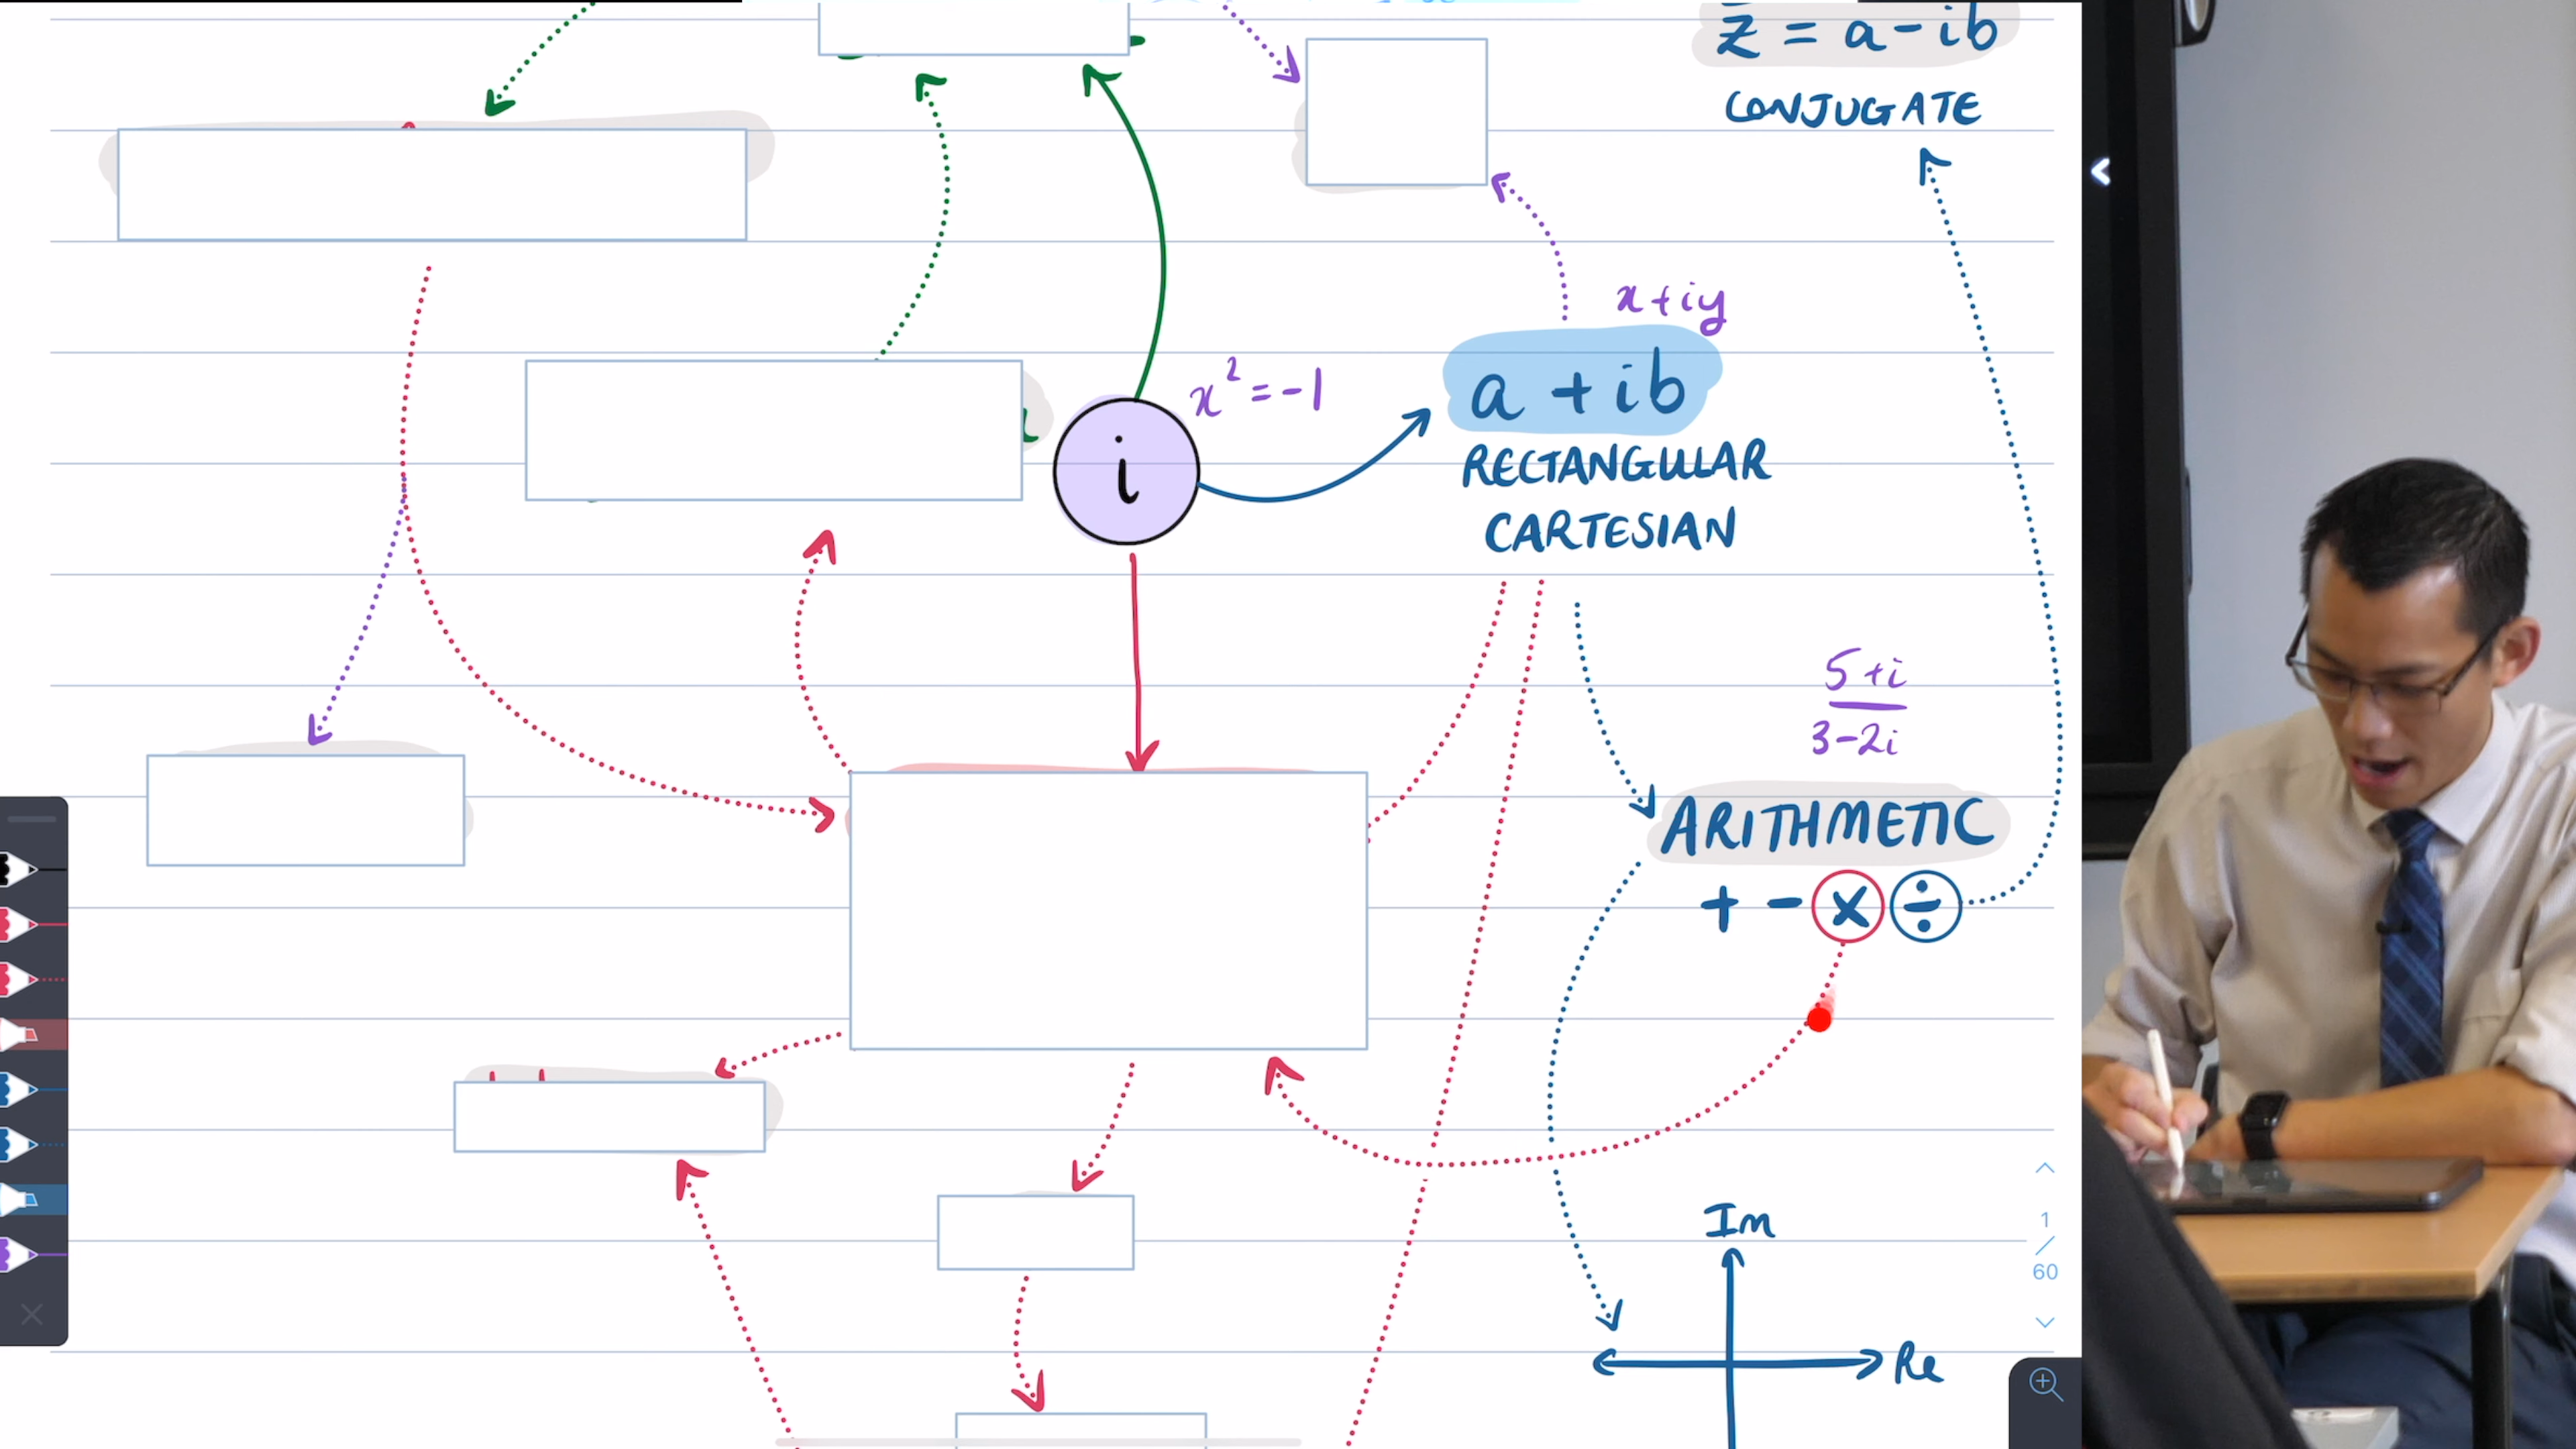 z̄ = a-ib
CONJUGATE
x+iy
x² = -1
a + ib
i
RECTANGULAR
CARTESIAN
5+i
3-2i
ARITHMETIC
+ - × ÷
Im
1
/
60
Re